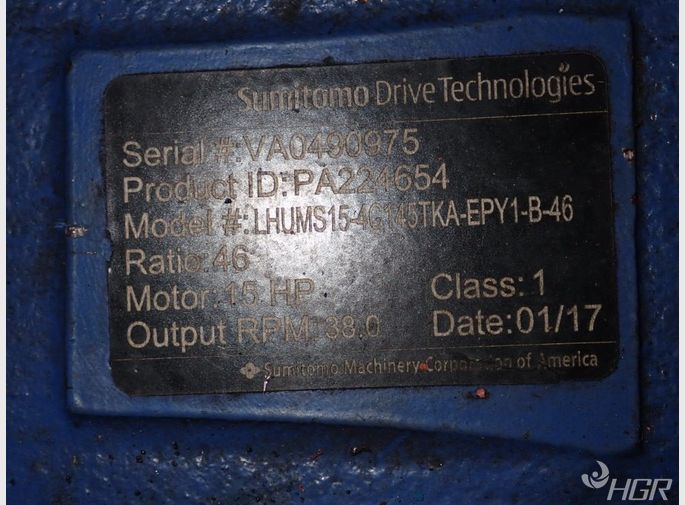 Sumitomo Drive Technologies
Serial #:VA0490975
Product ID:PA224654
Model #:LHUMS15-4C145TKA-EPY1-B-46
Ratio:46
Motor:15 HP Class:1
Output RPM:38.0 Date:01/17
Sumitomo Machinery Corporation of America
HGR